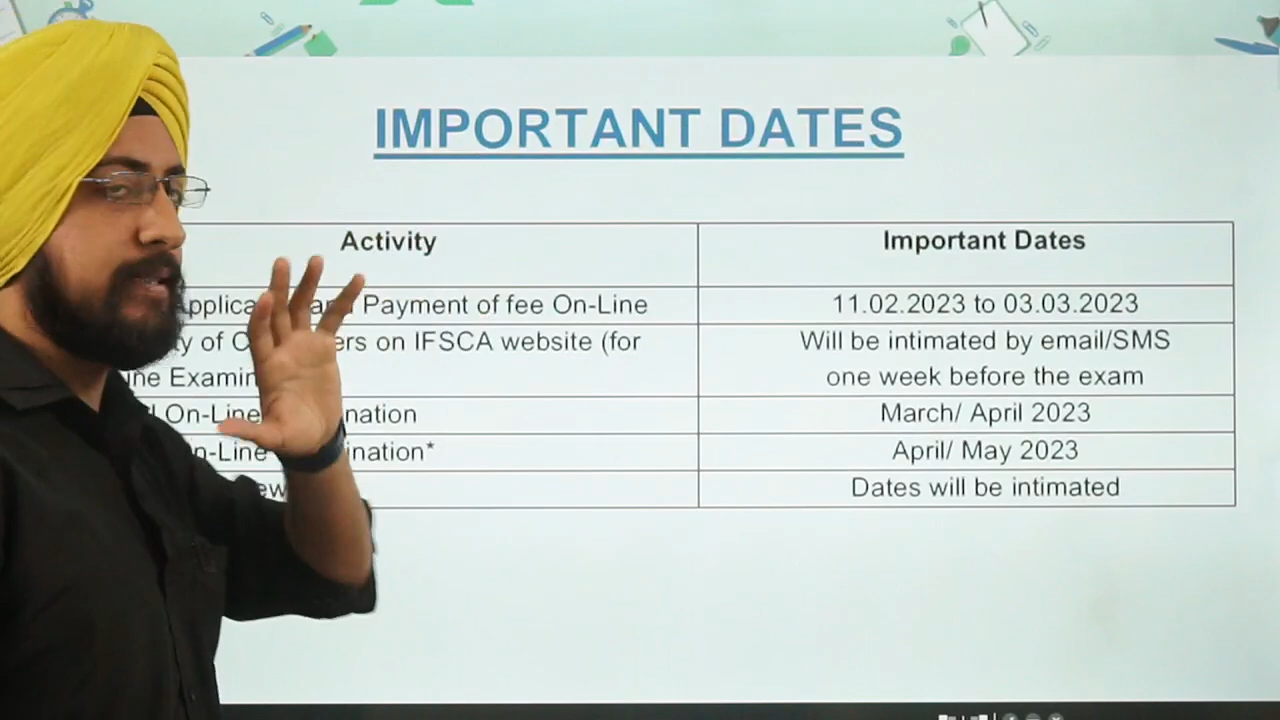 IMPORTANT DATES
Activity
Important Dates
Payment of fee On-Line
11.02.2023 to 03.03.2023
on IFSCA website (for
Will be intimated by email/SMS
one week before the exam
On-Line
March/ April 2023
April/ May 2023
Dates will be intimated